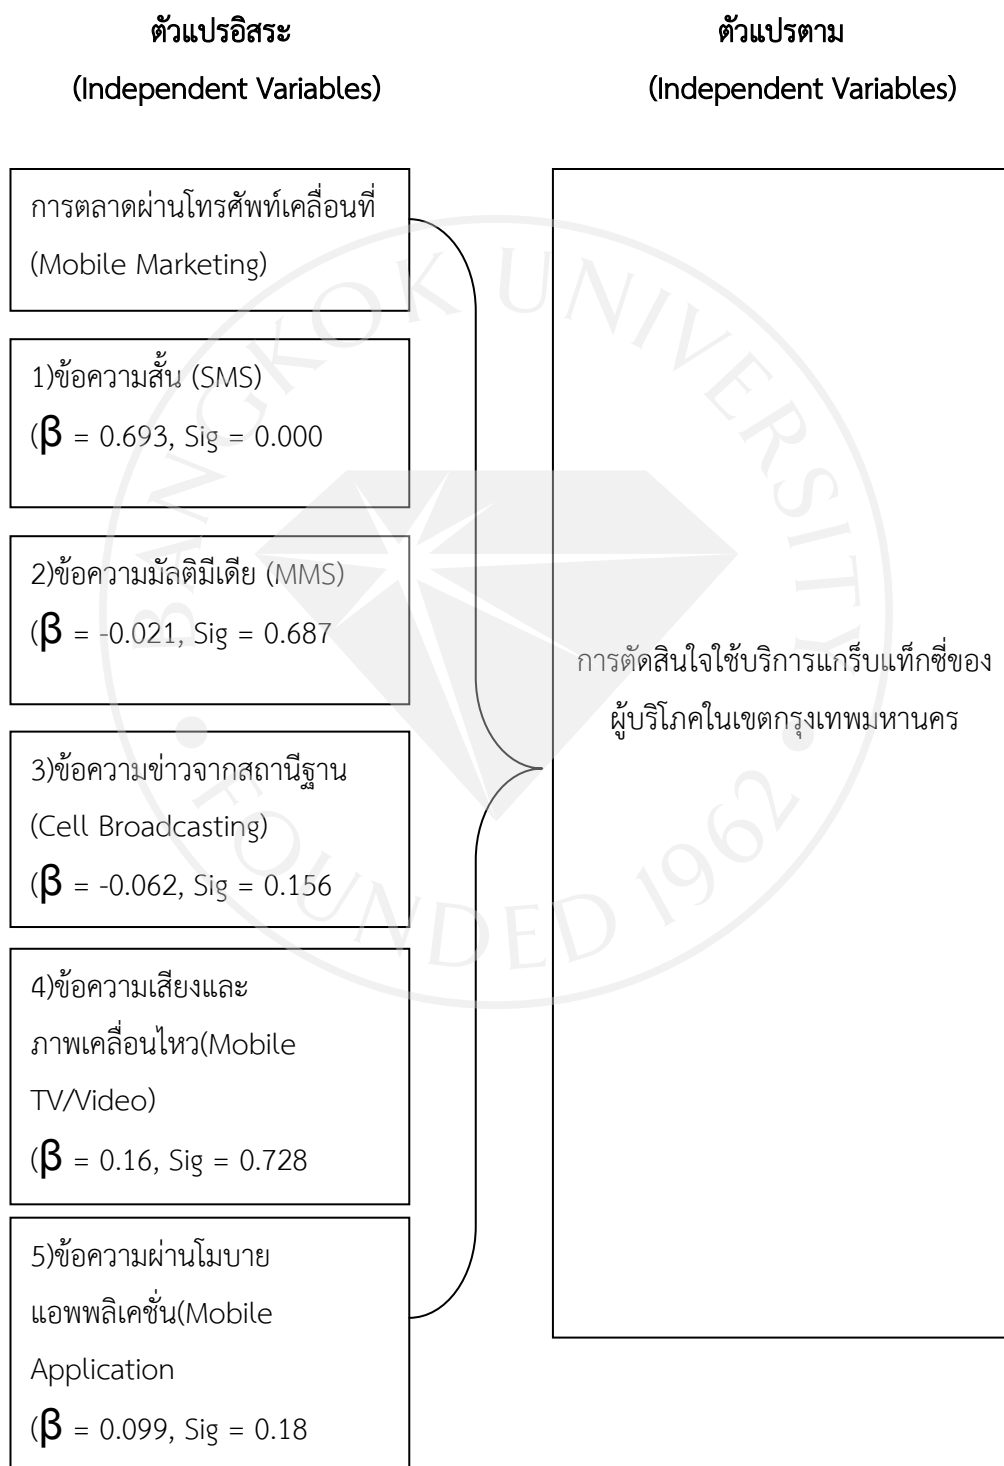 ตัวแปรอิสระ
(Independent Variables)
ตัวแปรตาม
(Independent Variables)
การตลาดผ่านโทรศัพท์เคลื่อนที่
(Mobile Marketing)
1)ข้อความสั้น (SMS)
(β = 0.693, Sig = 0.000
2)ข้อความมัลติมีเดีย (MMS)
(β = -0.021, Sig = 0.687
3)ข้อความข่าวจากสถานีฐาน
(Cell Broadcasting)
(β = -0.062, Sig = 0.156
4)ข้อความเสียงและ
ภาพเคลื่อนไหว(Mobile
TV/Video)
(β = 0.16, Sig = 0.728
5)ข้อความผ่านโมบาย
แอพพลิเคชั่น(Mobile
Application
(β = 0.099, Sig = 0.18
การตัดสินใจใช้บริการแกร็บแท็กซี่ของ
ผู้บริโภคในเขตกรุงเทพมหานคร
BANGKOK UNIVERSITY
FOUNDED 1962